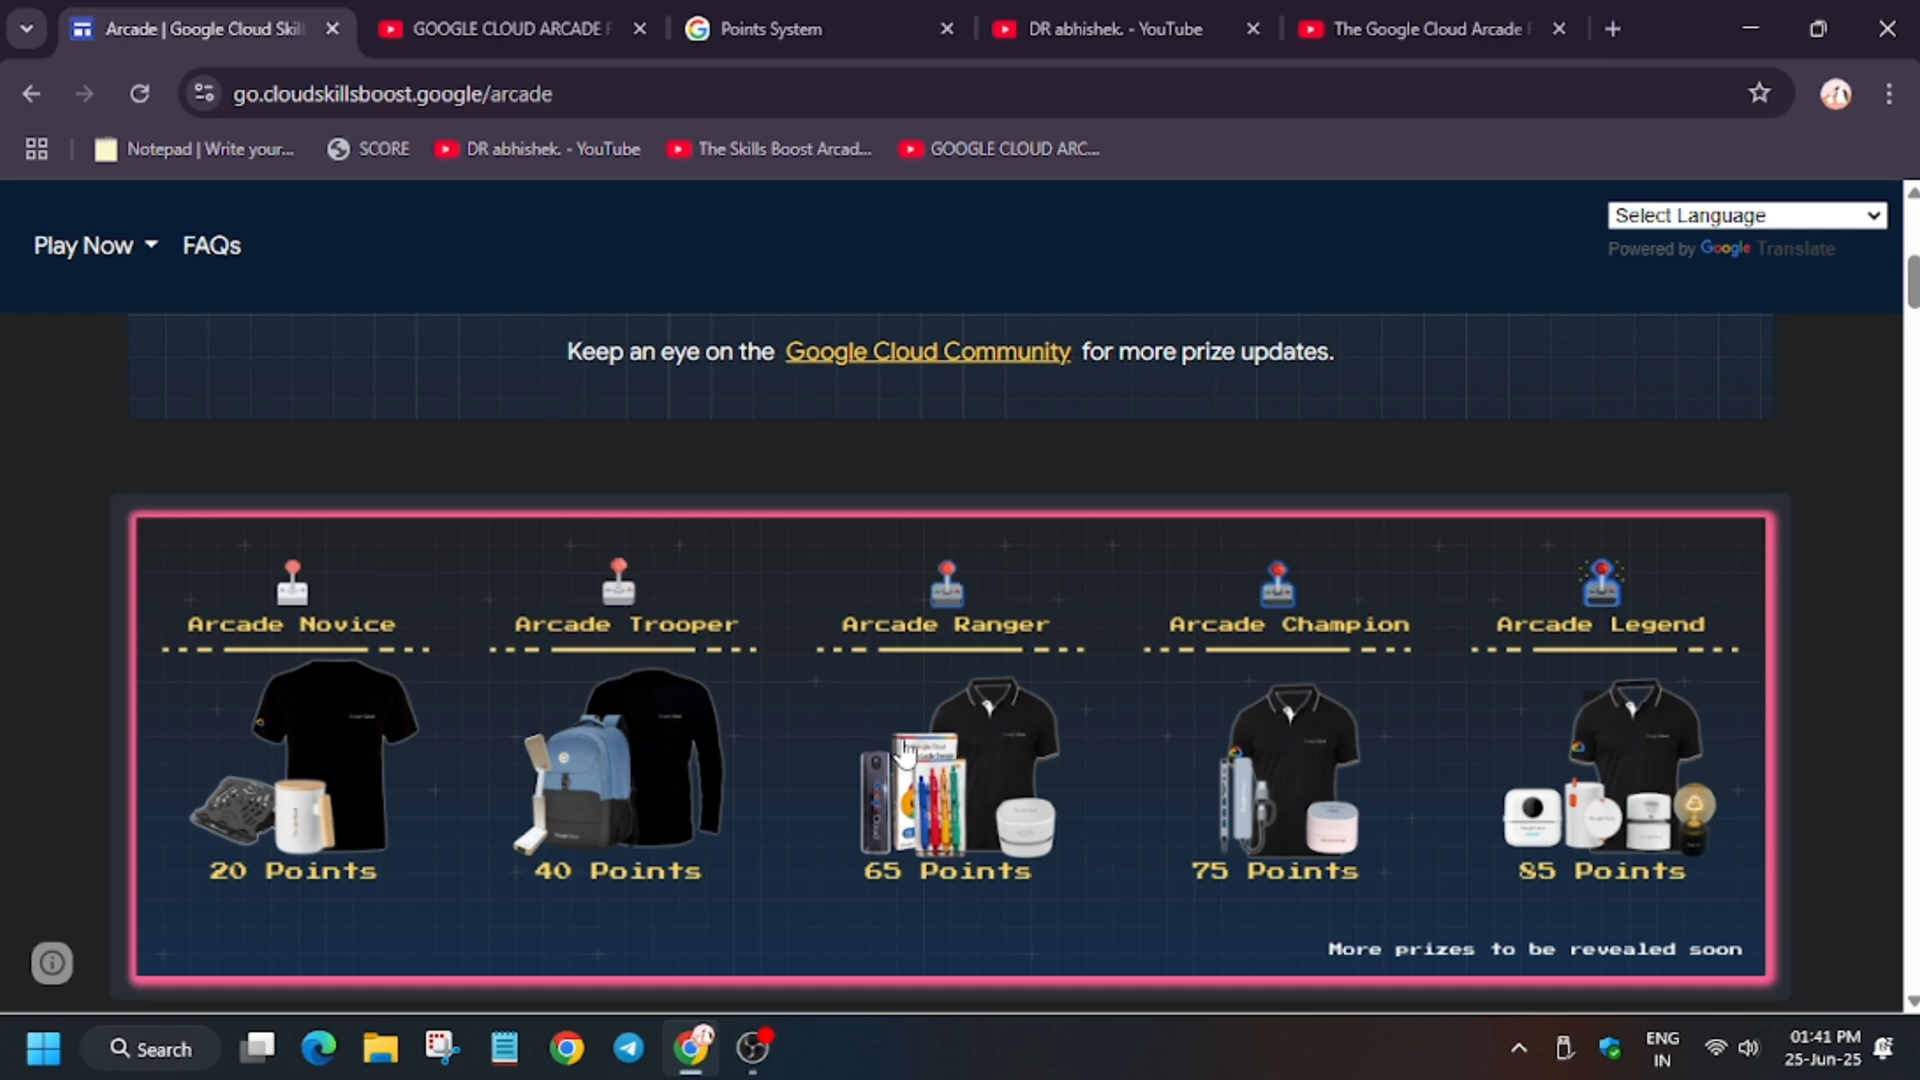 Arcade | Google Cloud Skil
GOOGLE CLOUD ARCADE F
Points System
DR abhishek. - YouTube
The Google Cloud Arcade F
go.cloudskillsboost.google/arcade
Notepad | Write your...
SCORE
DR abhishek. - YouTube
The Skills Boost Arcad...
GOOGLE CLOUD ARC...
Play Now
FAQs
Select Language
Powered by Google Translate
Keep an eye on the Google Cloud Community for more prize updates.
Arcade Novice
Arcade Trooper
Arcade Ranger
Arcade Champion
Arcade Legend
20 Points
40 Points
65 Points
75 Points
85 Points
More prizes to be revealed soon
Search
ENG
IN
01:41 PM
25-Jun-25